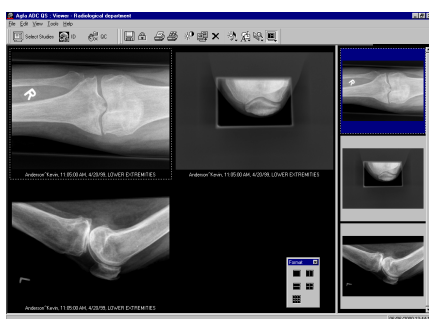 Agfa ADC QS : Viewer - Radiological department
File Edit View Tools Help
Select Studies ID QC
R
Anderson^Kevin, 11:05:00 AM, 4/20/99, LOWER EXTREMITIES
Anderson^Kevin, 11:05:00 AM, 4/20/99, LOWER EXTREMITIES
L
Anderson^Kevin, 11:05:00 AM, 4/20/99, LOWER EXTREMITIES
Format